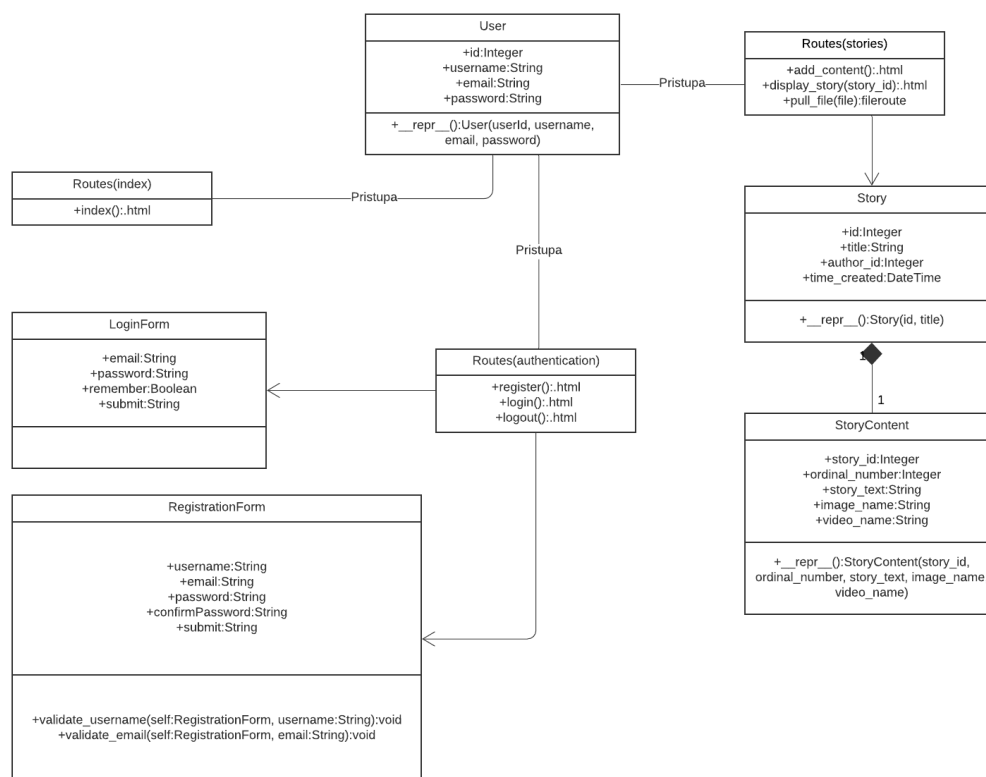 User
+id:Integer
+username:String
+email:String
+password:String
+__repr__():User(userId, username,
email, password)
Routes(stories)
+add_content():.html
+display_story(story_id):.html
+pull_file(file):fileroute
Pristupa
Routes(index)
+index():.html
Pristupa
Pristupa
Story
+id:Integer
+title:String
+author_id:Integer
+time_created:DateTime
+__repr__():Story(id, title)
1
1
LoginForm
+email:String
+password:String
+remember:Boolean
+submit:String
Routes(authentication)
+register():.html
+login():.html
+logout():.html
StoryContent
+story_id:Integer
+ordinal_number:Integer
+story_text:String
+image_name:String
+video_name:String
+__repr__():StoryContent(story_id,
ordinal_number, story_text, image_name
video_name)
RegistrationForm
+username:String
+email:String
+password:String
+confirmPassword:String
+submit:String
+validate_username(self:RegistrationForm, username:String):void
+validate_email(self:RegistrationForm, email:String):void